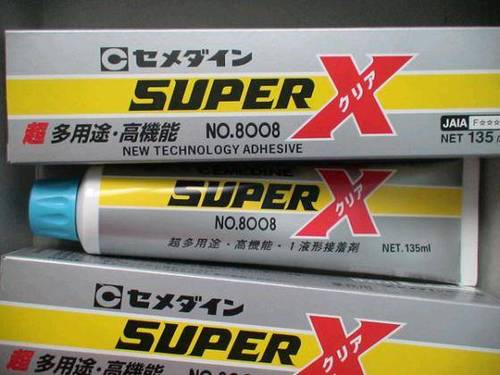 セメダイン
SUPER X
クリア
JAIA F☆☆☆
超 多用途・高機能 NO.8008
NET 135
NEW TECHNOLOGY ADHESIVE
CEMEDINE
SUPER X
クリア
NO.8008
超多用途・高機能・1液形接着剤 NET.135ml
セメダイン
SUPER X
クリア
超 多用途・高機能 NO.8008